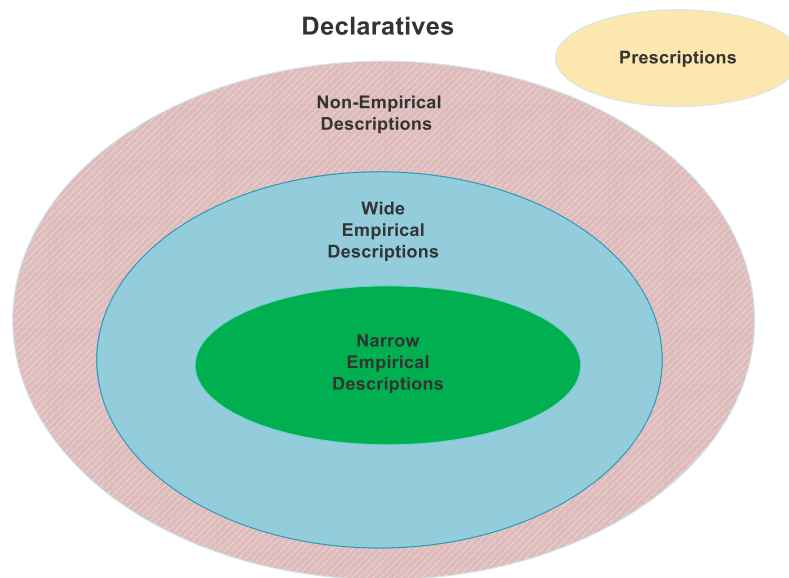 Declaratives
Prescriptions
Non-Empirical
Descriptions
Wide
Empirical
Descriptions
Narrow
Empirical
Descriptions